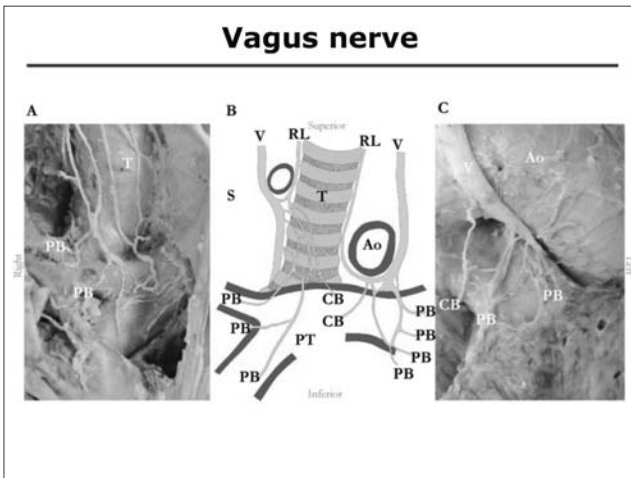 Vagus nerve
A
T
PB
PB
Right
B
Superior
V RL RL V
S
T
Ao
PB CB PB
PB CB PB
PT
PB
PB PB
Inferior
C
Ao
V
CB
PB
PB
Left